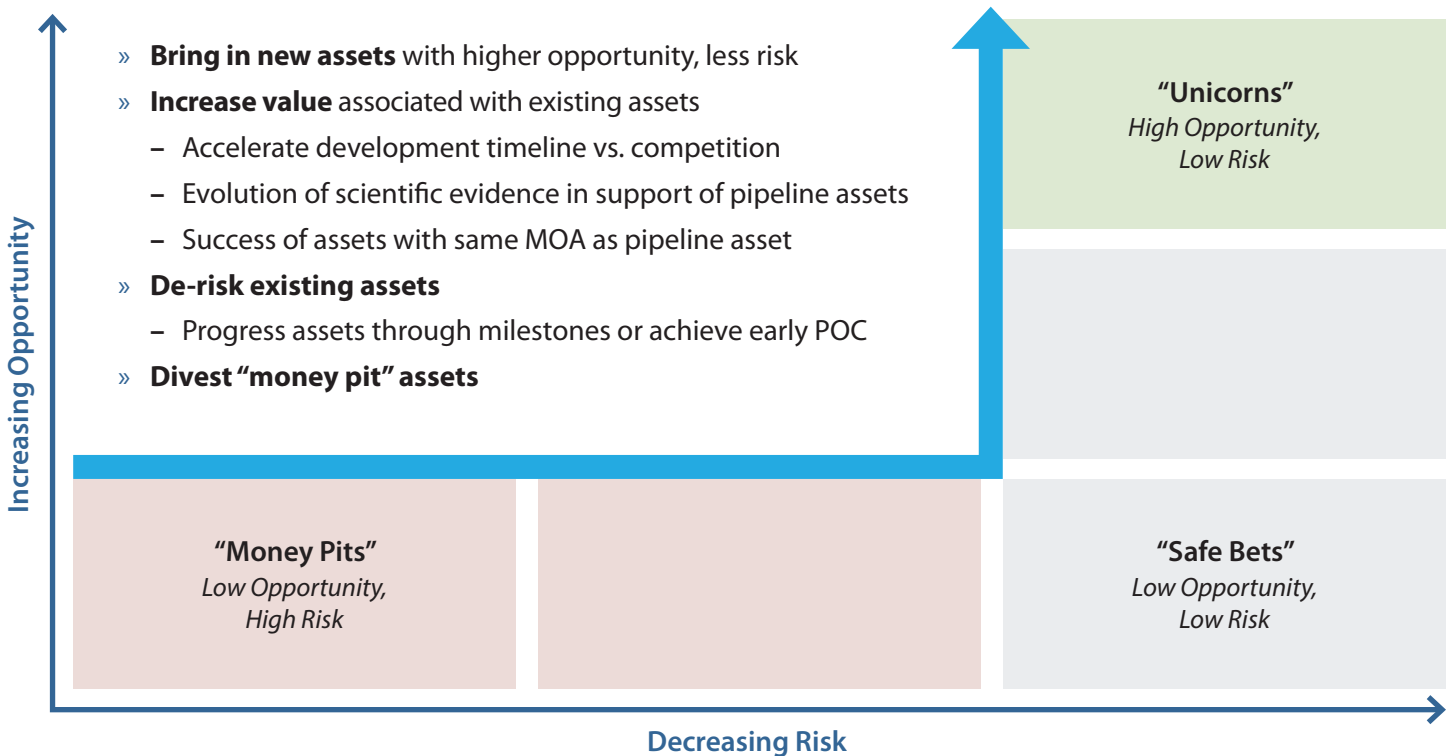 Increasing Opportunity
» Bring in new assets with higher opportunity, less risk
» Increase value associated with existing assets
– Accelerate development timeline vs. competition
– Evolution of scientific evidence in support of pipeline assets
– Success of assets with same MOA as pipeline asset
» De-risk existing assets
– Progress assets through milestones or achieve early POC
» Divest “money pit” assets
“Unicorns”
High Opportunity,
Low Risk
“Money Pits”
Low Opportunity,
High Risk
“Safe Bets”
Low Opportunity,
Low Risk
Decreasing Risk